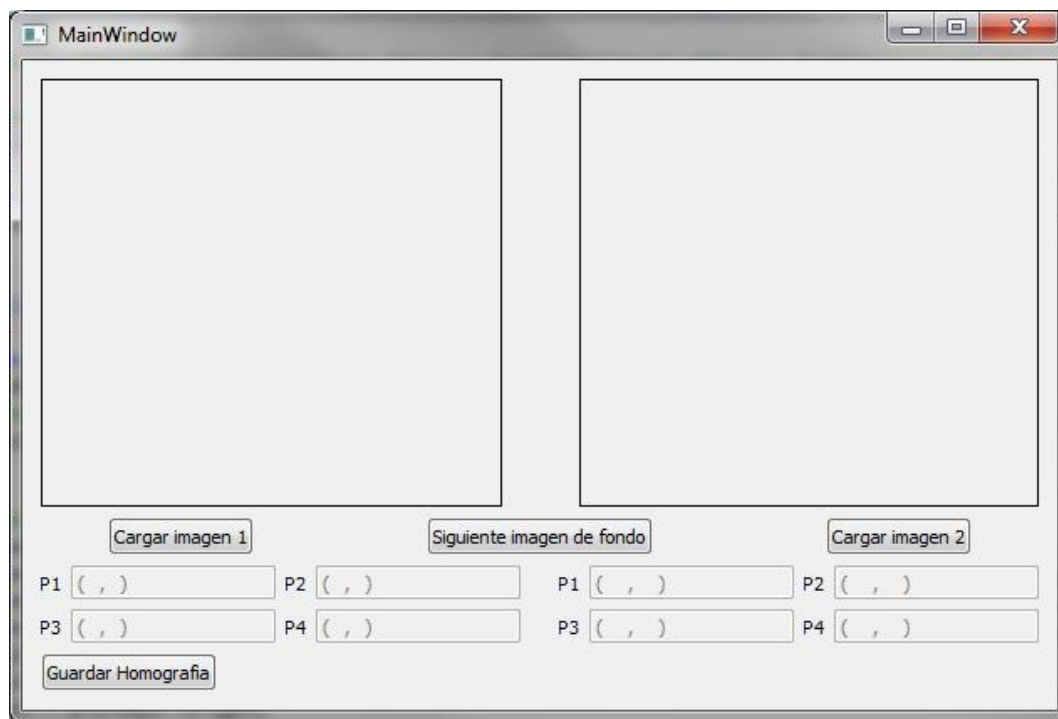 MainWindow
Cargar imagen 1 Siguiente imagen de fondo Cargar imagen 2
P1 ( , ) P2 ( , ) P1 ( , ) P2 ( , )
P3 ( , ) P4 ( , ) P3 ( , ) P4 ( , )
Guardar Homografia